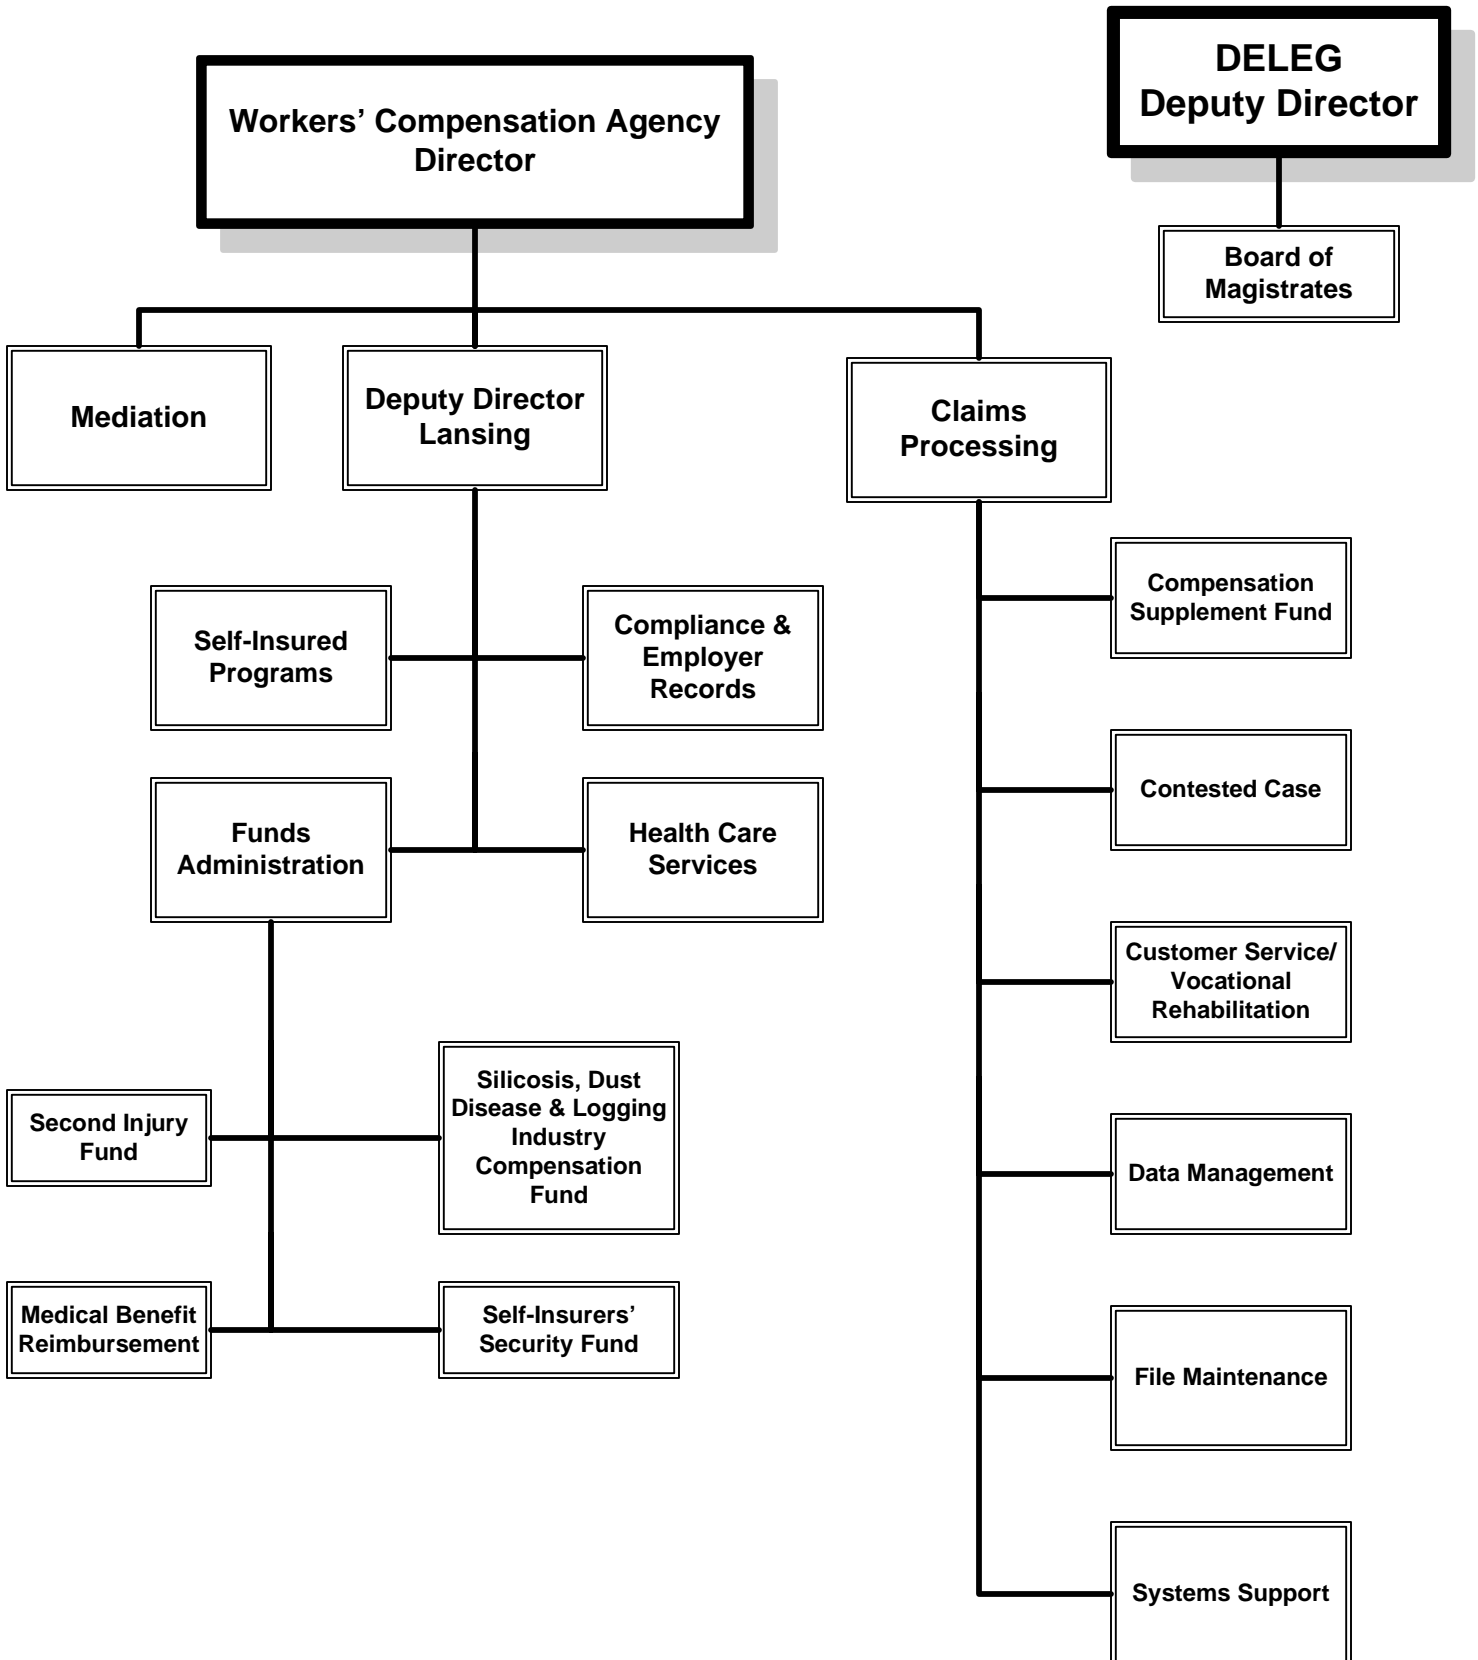 Workers’ Compensation Agency
Director
DELEG
Deputy Director
Board of
Magistrates
Mediation
Deputy Director
Lansing
Claims
Processing
Self-Insured
Programs
Compliance &
Employer
Records
Funds
Administration
Health Care
Services
Second Injury
Fund
Silicosis, Dust
Disease & Logging
Industry
Compensation
Fund
Medical Benefit
Reimbursement
Self-Insurers’
Security Fund
Compensation
Supplement Fund
Contested Case
Customer Service/
Vocational
Rehabilitation
Data Management
File Maintenance
Systems Support